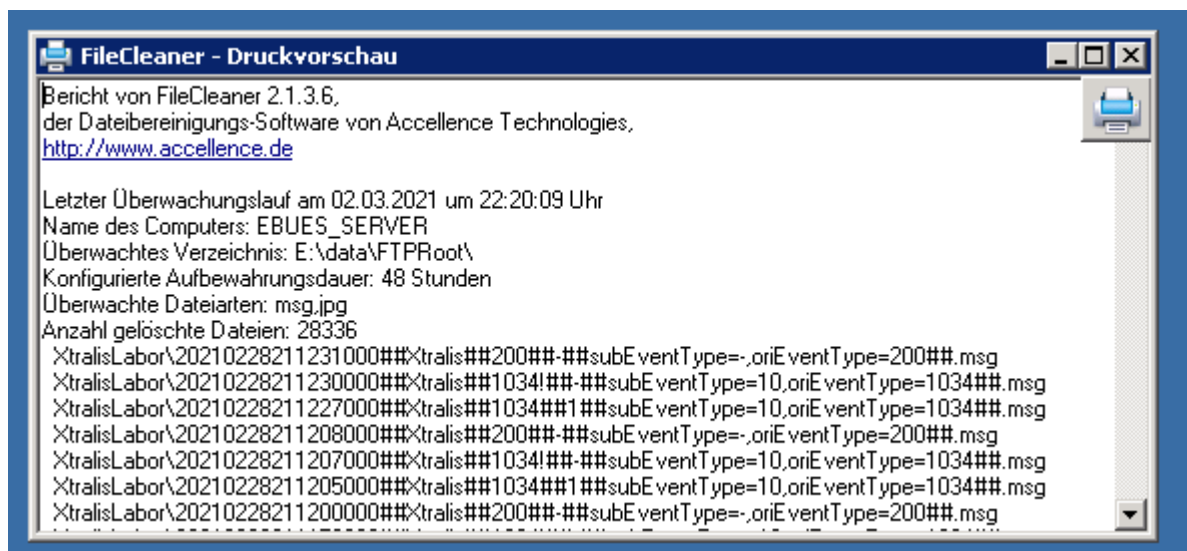 FileCleaner - Druckvorschau
Bericht von FileCleaner 2.1.3.6,
der Dateibereinigungs-Software von Accellence Technologies,
http://www.accellence.de
Letzter Überwachungslauf am 02.03.2021 um 22:20:09 Uhr
Name des Computers: EBUES_SERVER
Überwachtes Verzeichnis: E:\data\FTPRoot\
Konfigurierte Aufbewahrungsdauer: 48 Stunden
Überwachte Dateiarten: msg,jpg
Anzahl gelöschte Dateien: 28336
XtralisLabor\20210228211231000##Xtralis##200##-##subEventType=-,oriEventType=200##.msg
XtralisLabor\20210228211230000##Xtralis##1034!##-##subEventType=10,oriEventType=1034##.msg
XtralisLabor\20210228211227000##Xtralis##1034##1##subEventType=10,oriEventType=1034##.msg
XtralisLabor\20210228211208000##Xtralis##200##-##subEventType=-,oriEventType=200##.msg
XtralisLabor\20210228211207000##Xtralis##1034!##-##subEventType=10,oriEventType=1034##.msg
XtralisLabor\20210228211205000##Xtralis##1034##1##subEventType=10,oriEventType=1034##.msg
XtralisLabor\20210228211200000##Xtralis##200##-##subEventType=-,oriEventType=200##.msg